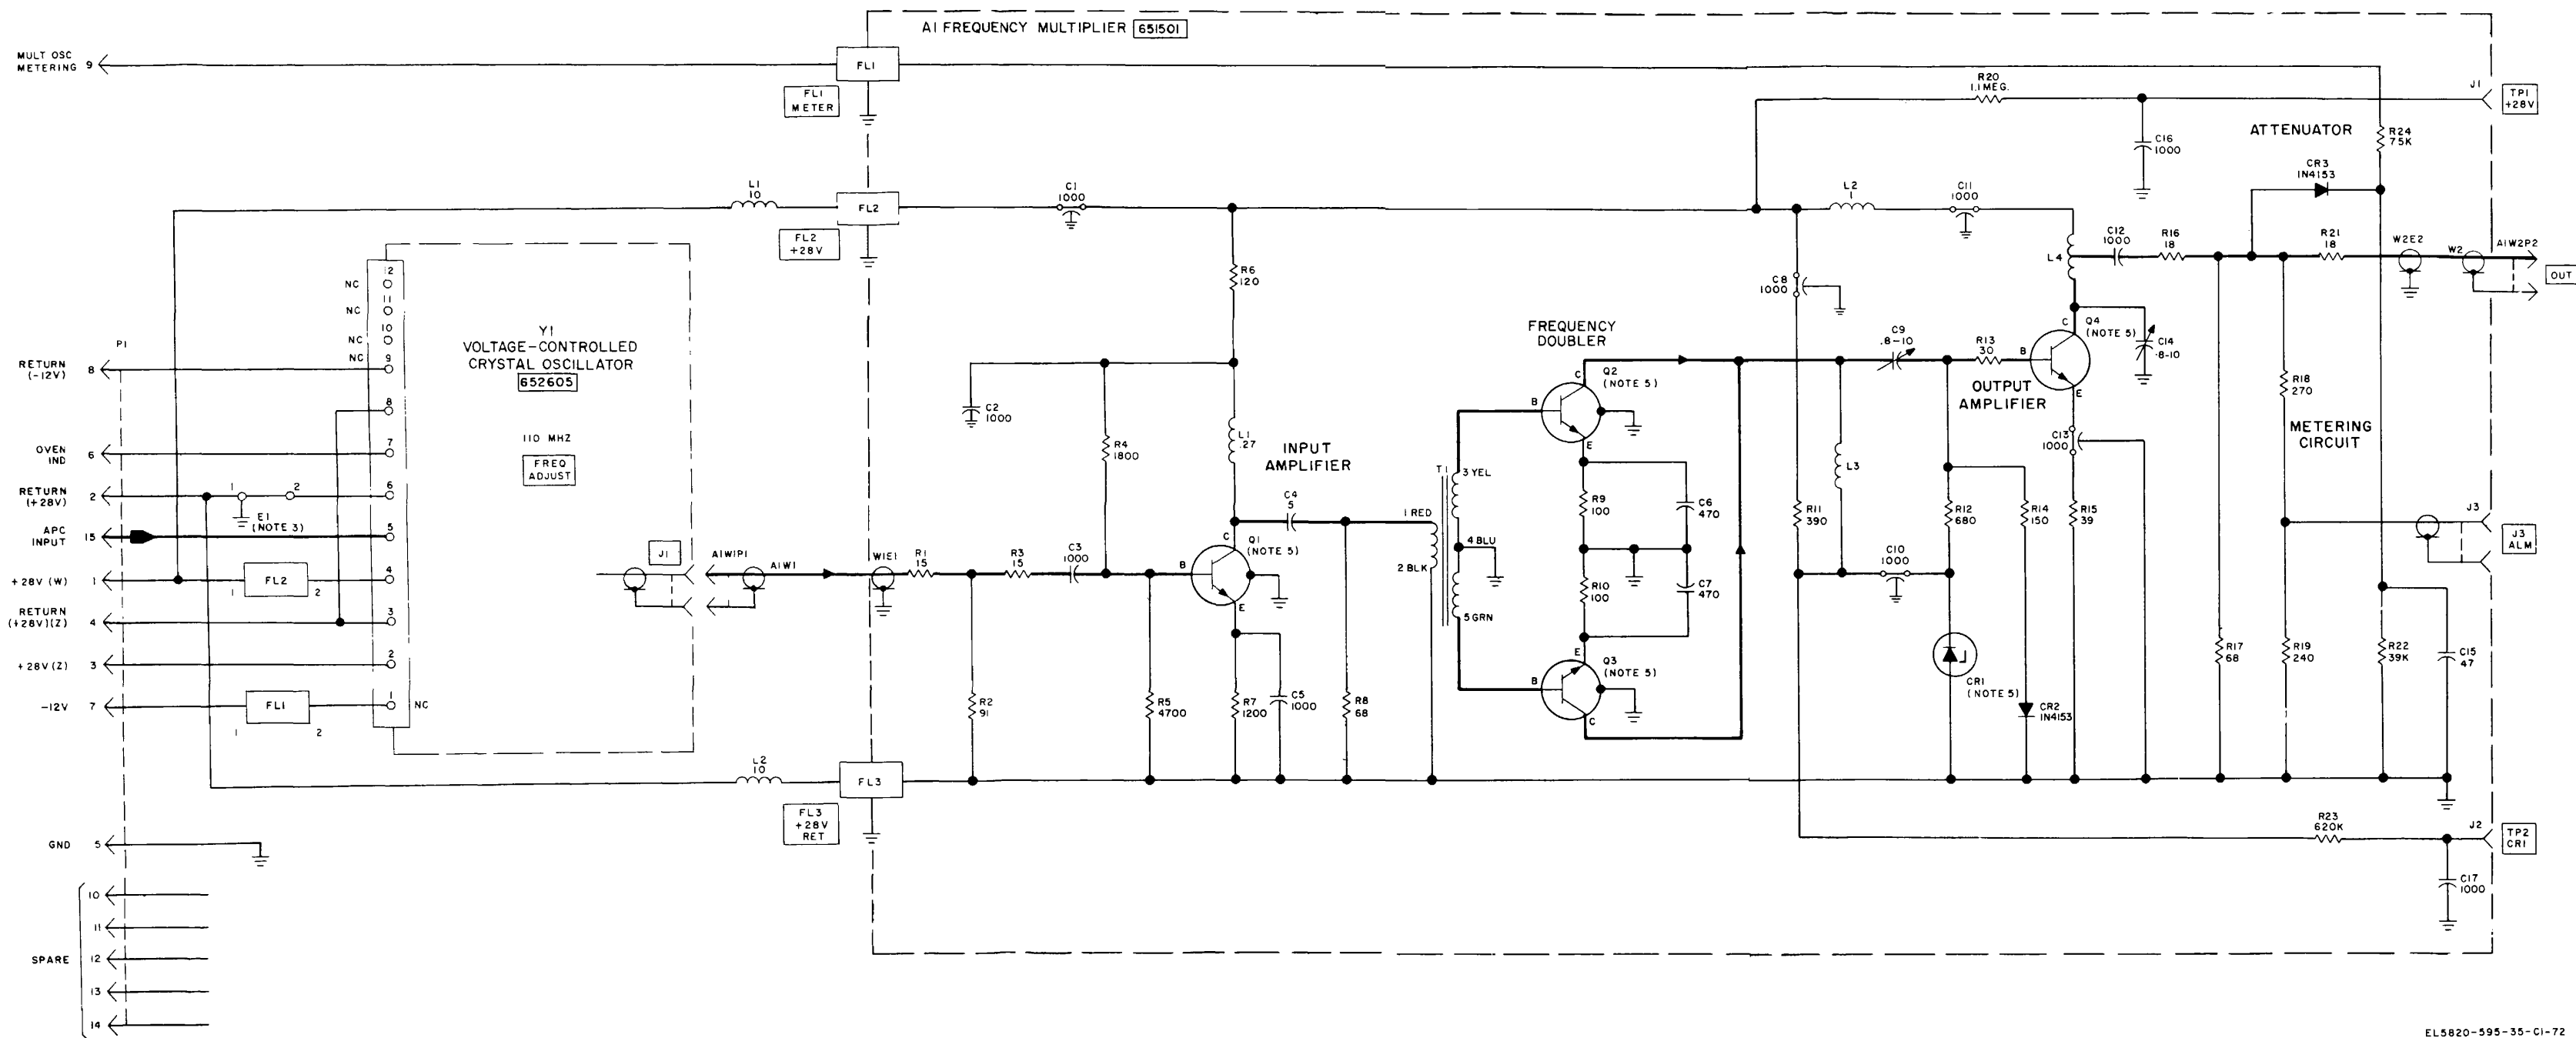 A1 FREQUENCY MULTIPLIER 651501
MULT OSC
METERING 9
FL1
FL1
METER
R20
1.1MEG.
J1
TP1
+28V
C16
1000
ATTENUATOR
R24
75K
CR3
1N4153
L1
10
FL2
FL2
+28V
C1
1000
L2
1
C11
1000
L4
C12
1000
R16
18
R21
18
W2E2
W2
A1W2P2
OUT
R6
120
C8
1000
12
NC
11
NC
10
NC
9
NC
8
7
6
5
4
3
2
1
NC
Y1
VOLTAGE-CONTROLLED
CRYSTAL OSCILLATOR
652605
110 MHZ
FREQ
ADJUST
P1
RETURN
(-12V)
8
OVEN
IND
6
RETURN
(+28V)
2
1
2
E1
(NOTE 3)
APC
INPUT
15
+28V (W) 1
FL2
1
2
RETURN
(+28V)(Z)
4
+28V(Z) 3
-12V 7
FL1
1
2
J1
A1W1P1
A1W1
W1E1
R1
15
R3
15
C3
1000
C2
1000
R4
1800
L1
.27
INPUT
AMPLIFIER
C4
5
C
B
E
Q1
(NOTE 5)
R2
91
R5
4700
R7
1200
C5
1000
R8
68
T1
3 YEL
1 RED
4 BLU
2 BLK
5 GRN
FREQUENCY
DOUBLER
C
B
E
Q2
(NOTE 5)
R9
100
C6
470
R10
100
C7
470
E
B
C
Q3
(NOTE 5)
C9
.8-10
R13
30
OUTPUT
AMPLIFIER
C
B
E
Q4
(NOTE 5)
C14
.8-10
L3
R11
390
C10
1000
R12
680
R14
150
C13
1000
R15
39
CR1
(NOTE 5)
CR2
1N4153
R18
270
METERING
CIRCUIT
R17
68
R19
240
R22
39K
C15
47
J3
J3
ALM
L2
10
FL3
FL3
+28V
RET
R23
620K
J2
TP2
CR1
C17
1000
GND 5
SPARE
10
11
12
13
14
EL5820-595-35-C1-72